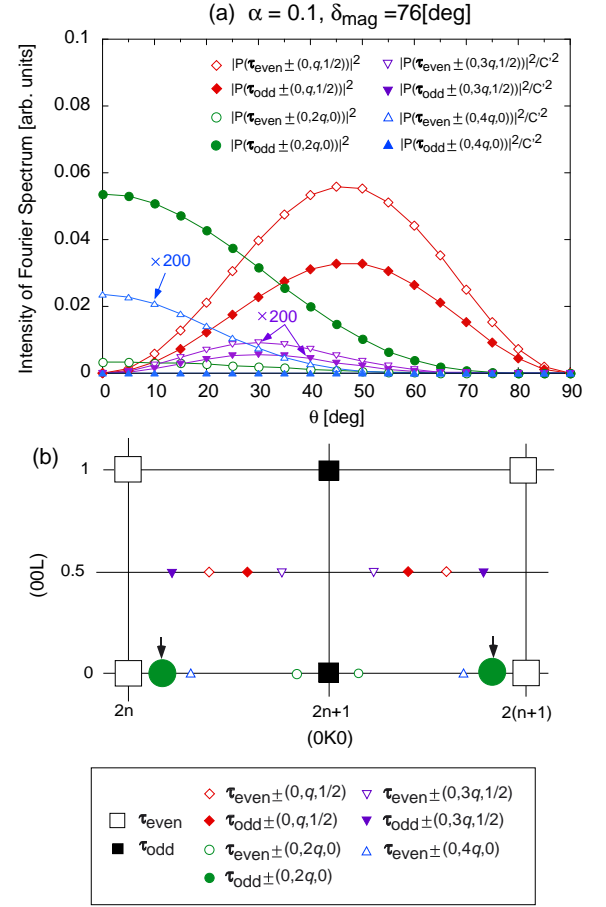 (a) α = 0.1, δmag =76[deg]
Intensity of Fourier Spectrum [arb. units]
0.1
0.08
0.06
0.04
0.02
0
|P(τeven±(0,q,1/2))|2
|P(τodd±(0,q,1/2))|2
|P(τeven±(0,2q,0))|2
|P(τodd±(0,2q,0))|2
|P(τeven±(0,3q,1/2))|2/C'2
|P(τodd±(0,3q,1/2))|2/C'2
|P(τeven±(0,4q,0))|2/C'2
|P(τodd±(0,4q,0))|2/C'2
×200
×200
0 10 20 30 40 50 60 70 80 90
θ [deg]
(b)
(00L)
1
0.5
0
2n 2n+1 2(n+1)
(0K0)
τeven
τodd
τeven±(0,q,1/2)
τodd±(0,q,1/2)
τeven±(0,2q,0)
τodd±(0,2q,0)
τeven±(0,3q,1/2)
τodd±(0,3q,1/2)
τeven±(0,4q,0)